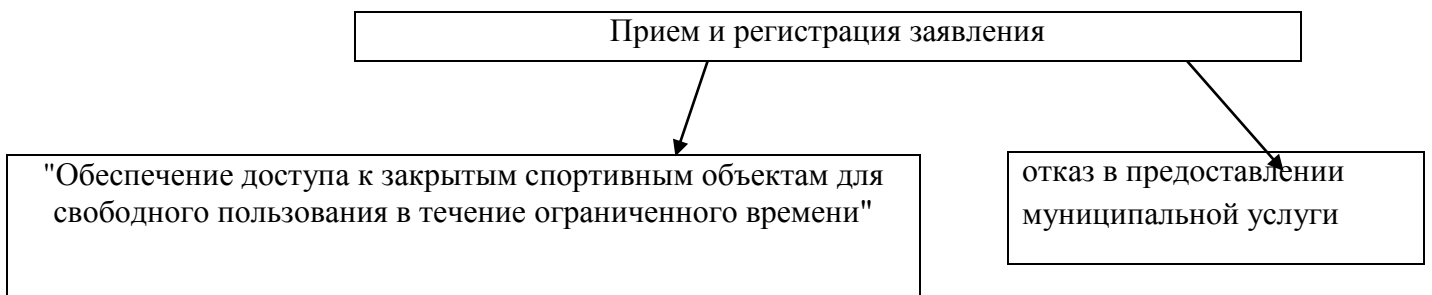 Прием и регистрация заявления
"Обеспечение доступа к закрытым спортивным объектам для
свободного пользования в течение ограниченного времени"
отказ в предоставлении
муниципальной услуги